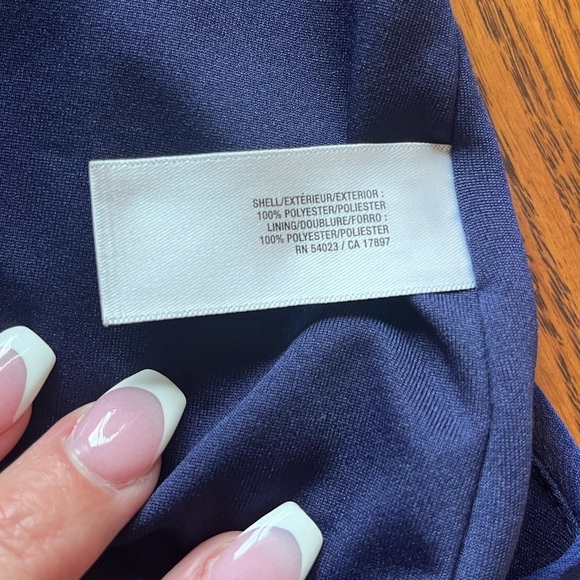 SHELL/EXTÉRIEUR/EXTERIOR :
100% POLYESTER/POLIESTER
LINING/DOUBLURE/FORRO :
100% POLYESTER/POLIESTER
RN 54023 / CA 17897